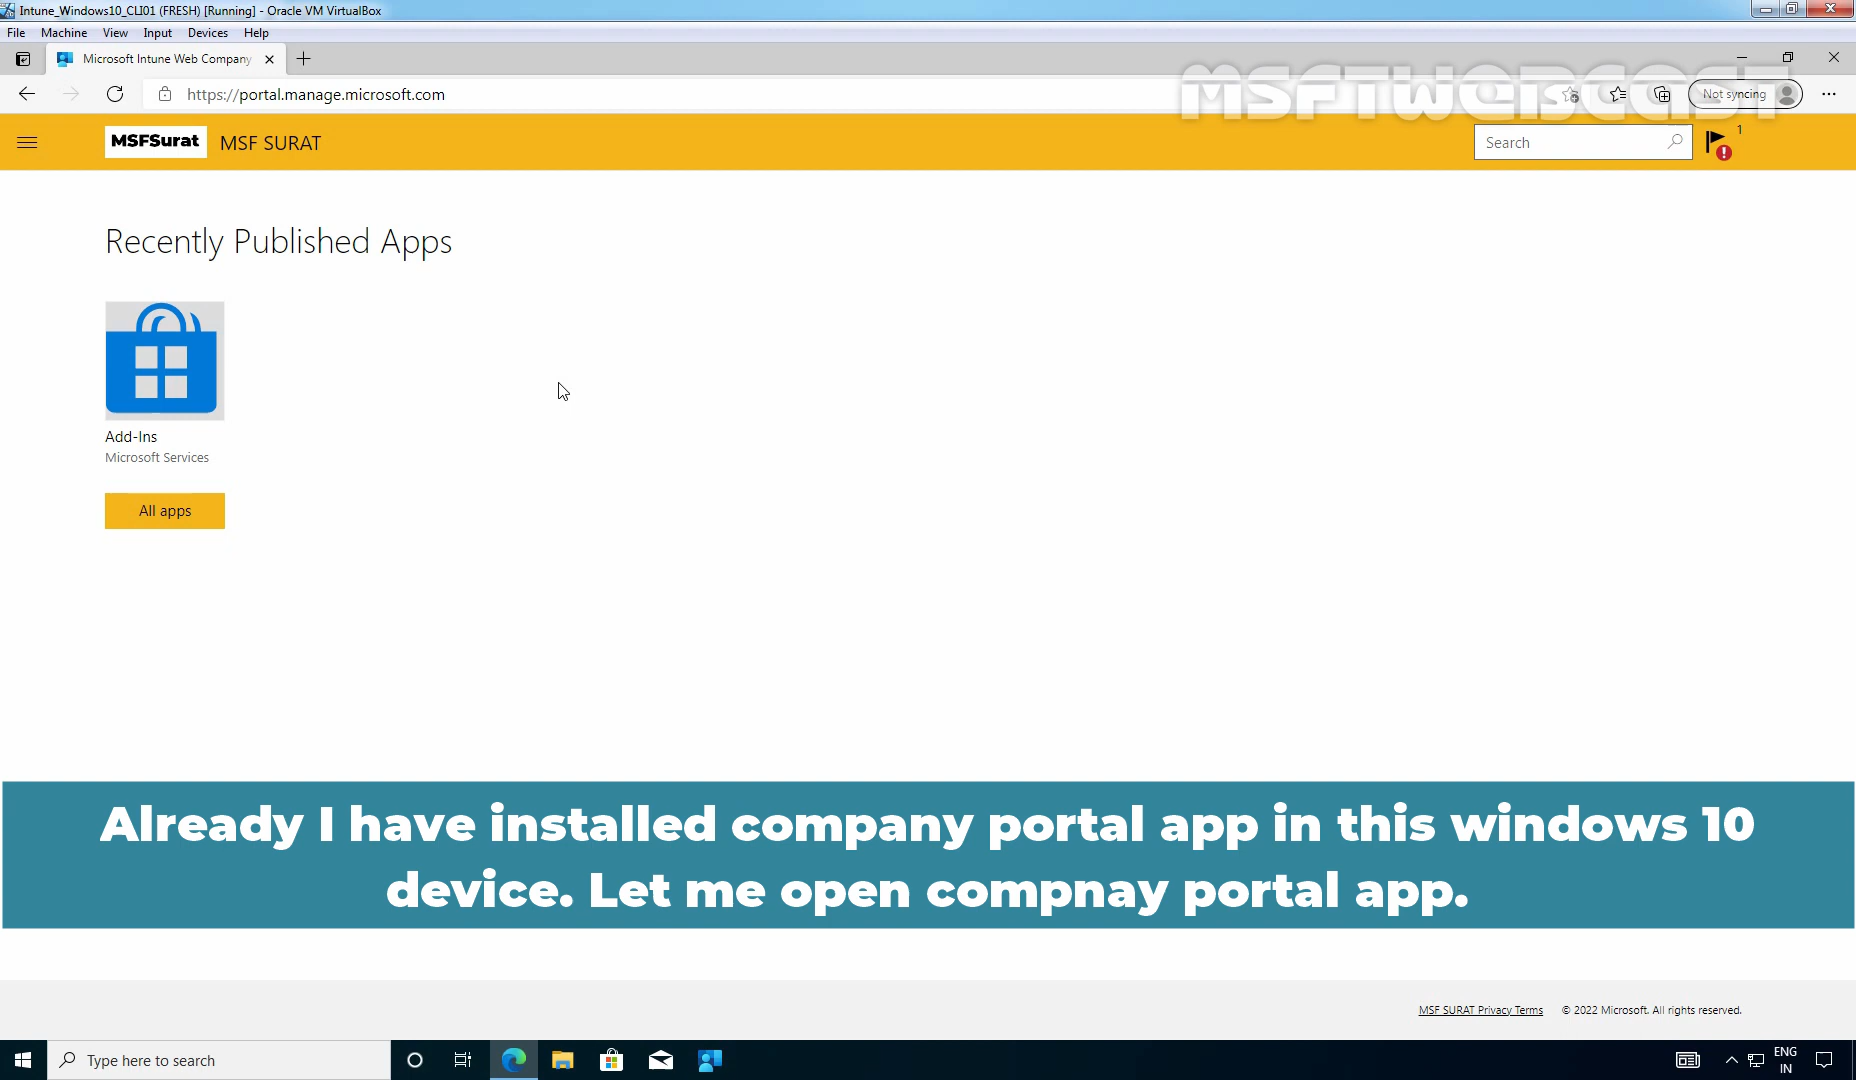 Intune_Windows10_CLI01 (FRESH) [Running] - Oracle VM VirtualBox
File Machine View Input Devices Help
Microsoft Intune Web Company
https://portal.manage.microsoft.com
Not syncing
MSFTWEBCAST
MSFSurat MSF SURAT
Search
1
Recently Published Apps
Add-Ins
Microsoft Services
All apps
Already I have installed company portal app in this windows 10
device. Let me open compnay portal app.
MSF SURAT Privacy Terms © 2022 Microsoft. All rights reserved.
Type here to search
ENG
IN